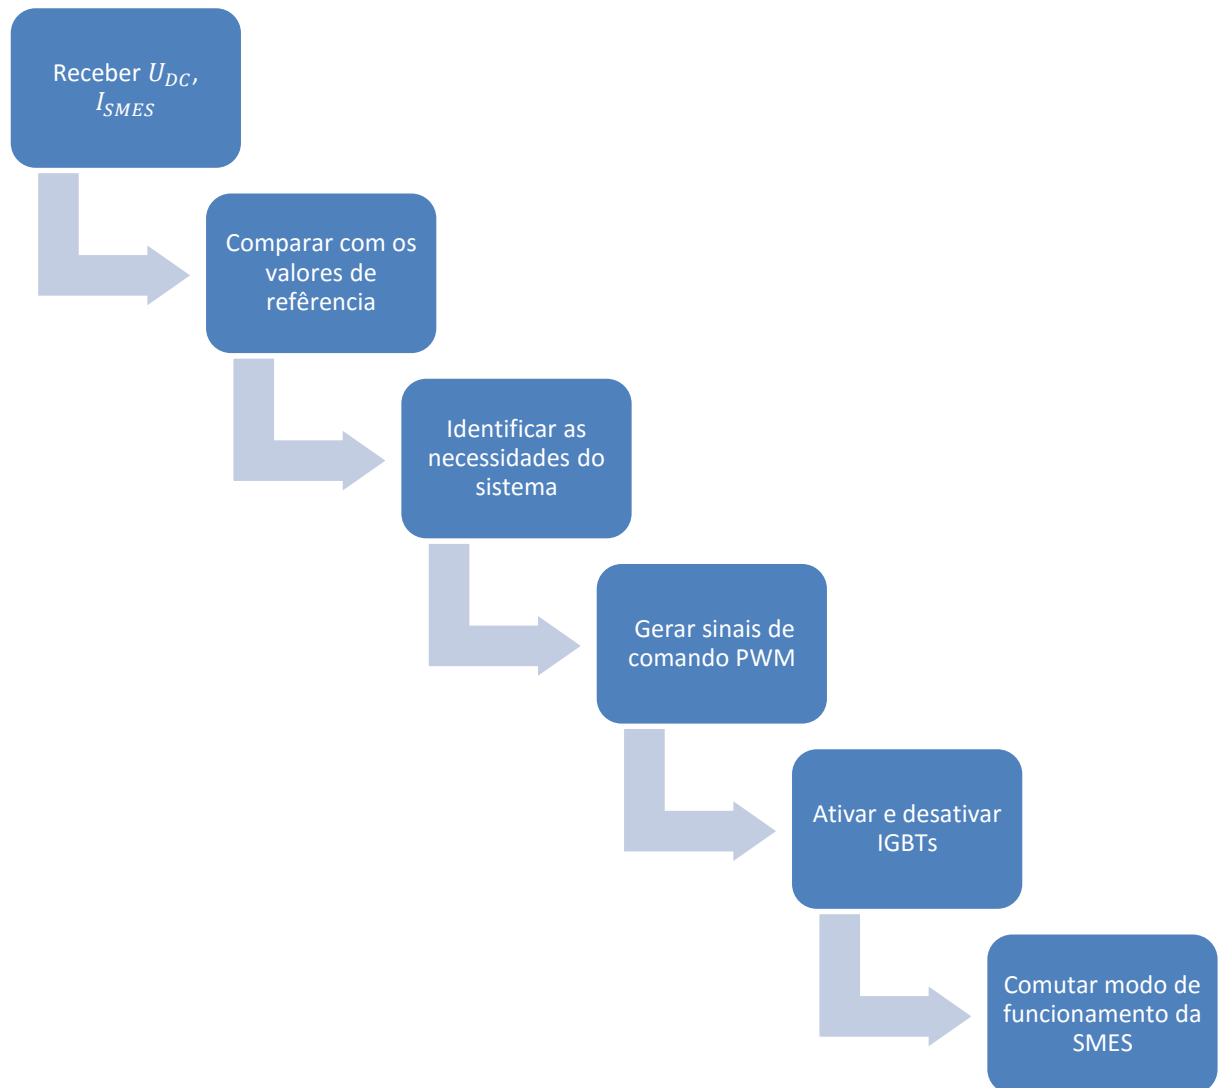 Receber U_DC,
I_SMES
Comparar com os
valores de
refêrencia
Identificar as
necessidades do
sistema
Gerar sinais de
comando PWM
Ativar e desativar
IGBTs
Comutar modo de
funcionamento da
SMES